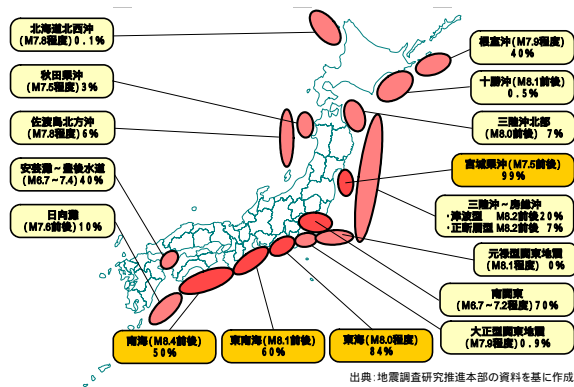 北海道北西沖
(M7.8程度)0.1%
秋田県沖
(M7.5程度)3%
佐渡島北方沖
(M7.8程度)6%
安芸灘～豊後水道
(M6.7～7.4)40%
日向灘
(M7.6前後)10%
根室沖(M7.9程度)
40%
十勝沖(M8.1前後)
0.5%
三陸沖北部
(M8.0前後) 7%
宮城県沖(M7.5前後)
99%
三陸沖～房総沖
・津波型 M8.2前後20%
・正断層型 M8.2前後 7%
元禄型関東地震
(M8.1程度) 0%
南関東
(M6.7～7.2程度)70%
大正型関東地震
(M7.9程度)0.9%
南海(M8.4前後)
50%
東南海(M8.1前後)
60%
東海(M8.0程度)
84%
出典：地震調査研究推進本部の資料を基に作成